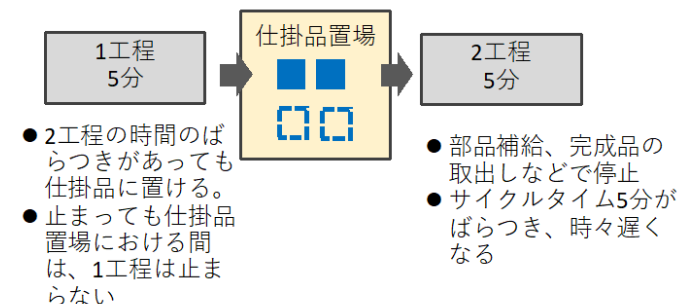 1工程
5分
仕掛品置場
2工程
5分
● 2工程の時間のば
らつきがあっても
仕掛品に置ける。
● 止まっても仕掛品
置場における間
は、1工程は止ま
らない
● 部品補給、完成品の
取出しなどで停止
● サイクルタイム5分が
ばらつき、時々遅く
なる